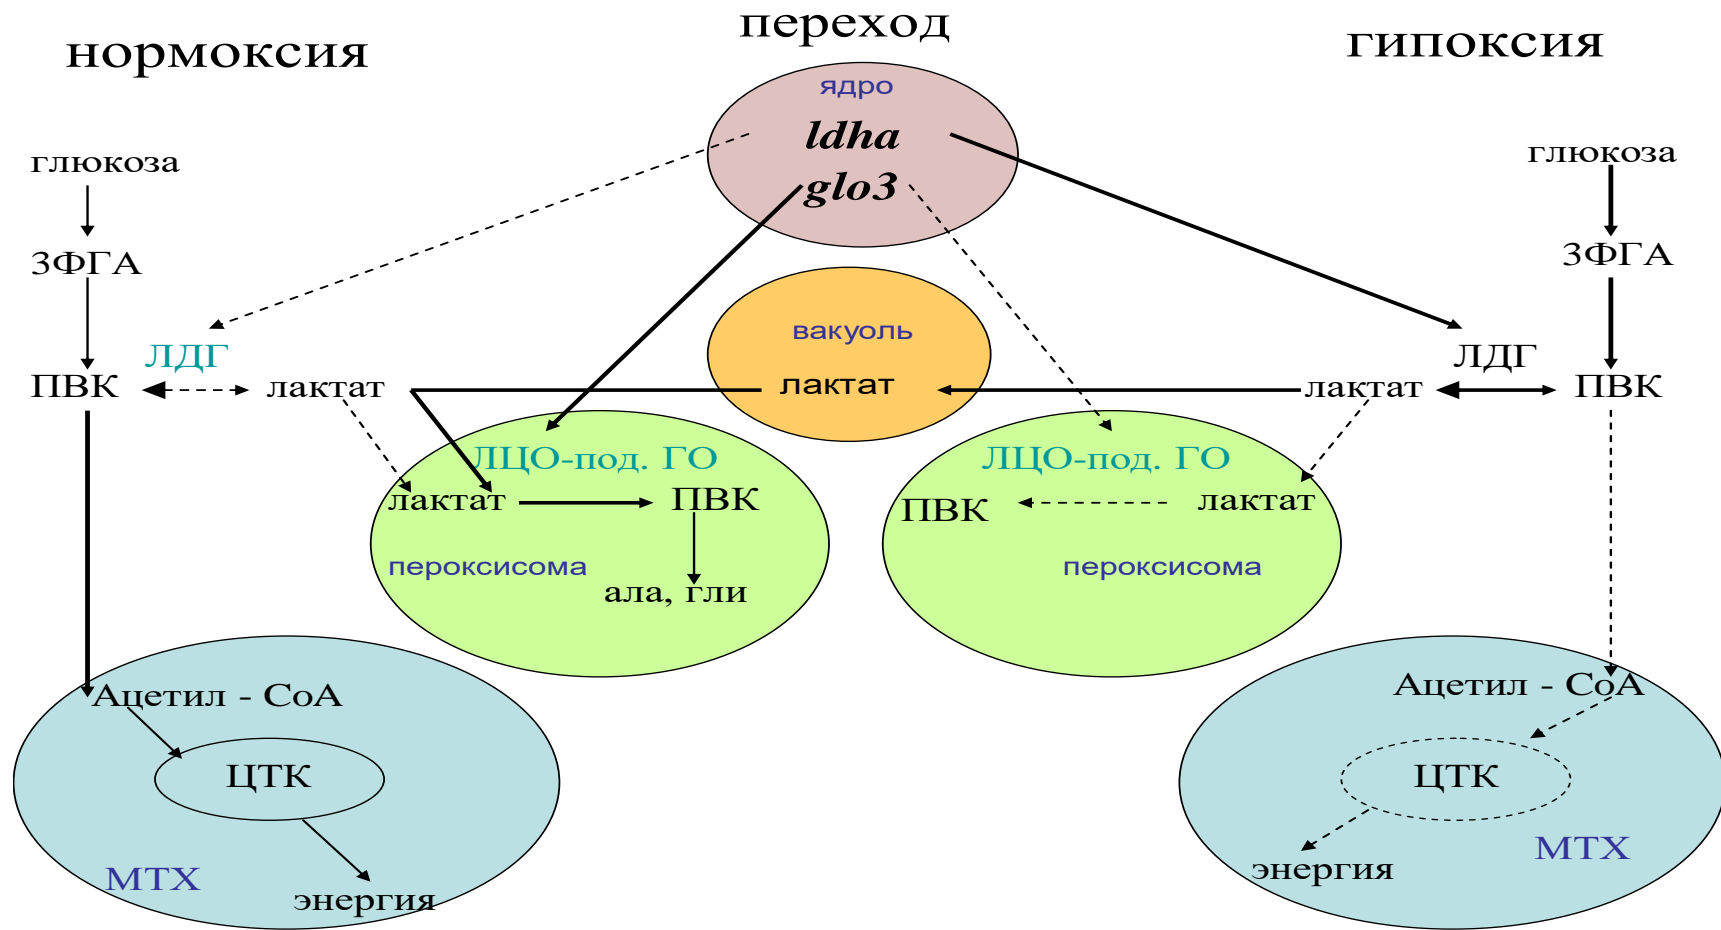 нормоксия
переход
гипоксия
ядро
ldha
glo3
глюкоза
3ФГА
ПВК
ЛДГ
лактат
вакуоль
лактат
глюкоза
3ФГА
ЛДГ
лактат
ПВК
ЛЦО-под. ГО
лактат
ПВК
пероксисома
ала, гли
ЛЦО-под. ГО
ПВК
лактат
пероксисома
Ацетил - CoA
ЦТК
МТХ
энергия
Ацетил - CoA
ЦТК
МТХ
энергия